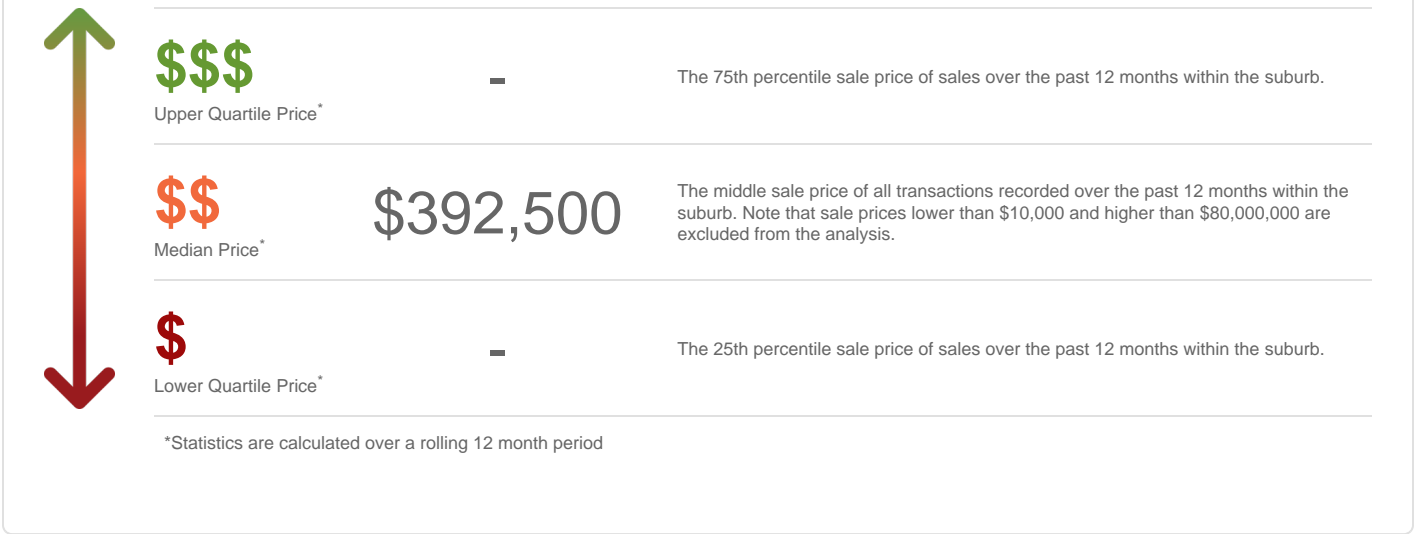 $$$
Upper Quartile Price*
-
The 75th percentile sale price of sales over the past 12 months within the suburb.
$$
Median Price*
$392,500
The middle sale price of all transactions recorded over the past 12 months within the
suburb. Note that sale prices lower than $10,000 and higher than $80,000,000 are
excluded from the analysis.
$
Lower Quartile Price*
-
The 25th percentile sale price of sales over the past 12 months within the suburb.
*Statistics are calculated over a rolling 12 month period